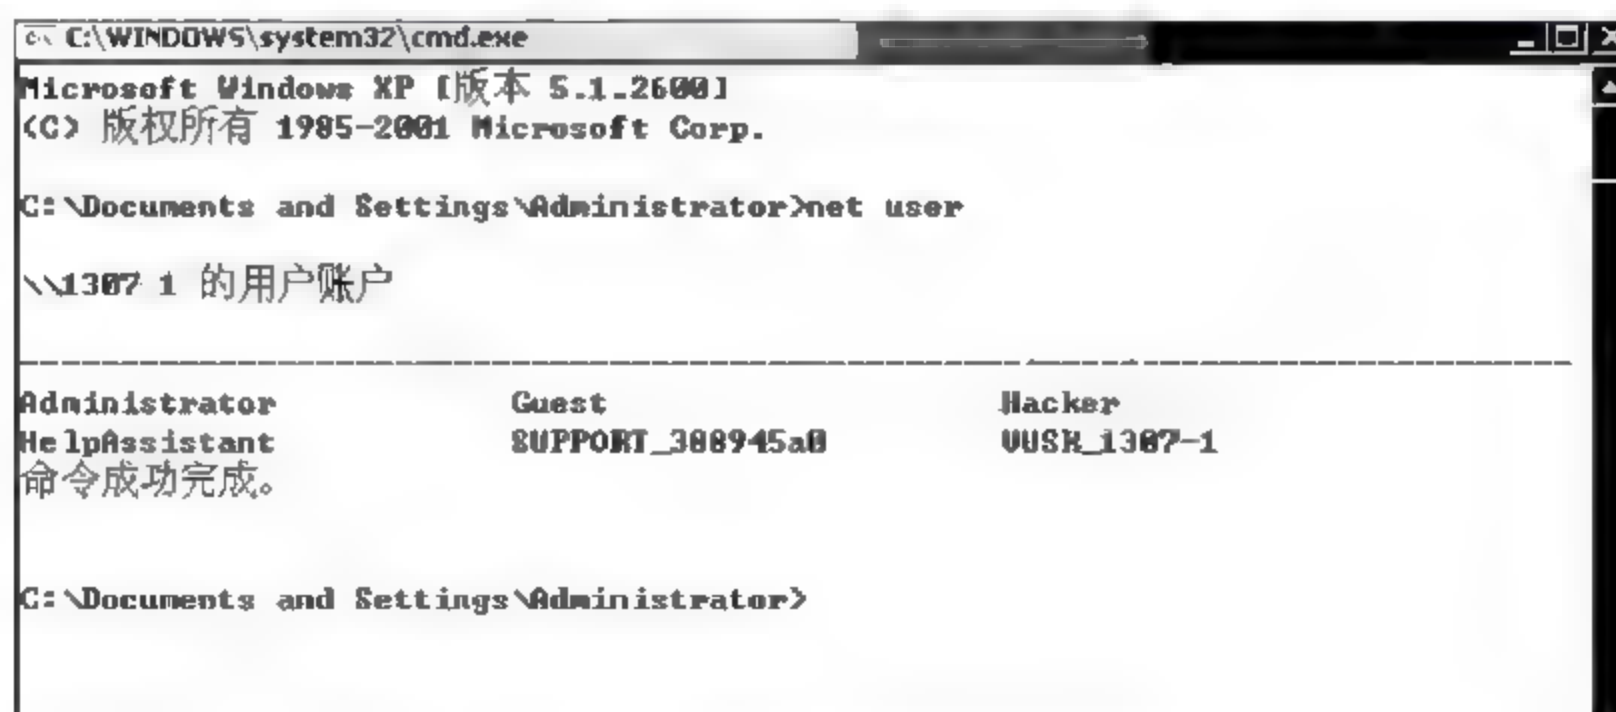 C:\WINDOWS\system32\cmd.exe
Microsoft Windows XP [版本 5.1.2600]
(C) 版权所有 1985-2001 Microsoft Corp.
C:\Documents and Settings\Administrator>net user
\\1307 1 的用户账户
Administrator Guest Hacker
HelpAssistant SUPPORT_388945a0 VUSR_1307-1
命令成功完成。
C:\Documents and Settings\Administrator>